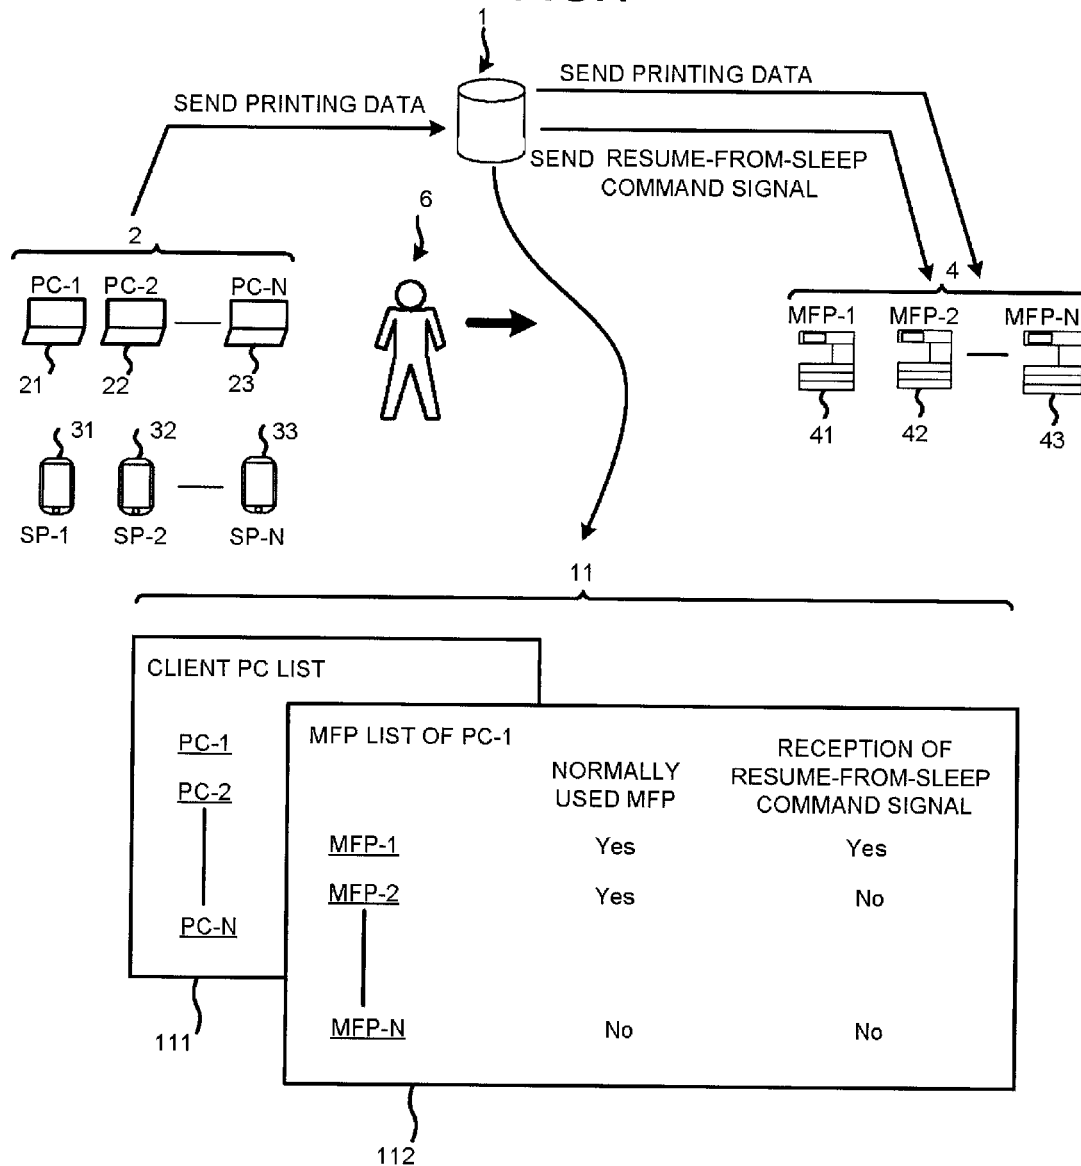 1
SEND PRINTING DATA
SEND PRINTING DATA
SEND RESUME-FROM-SLEEP
COMMAND SIGNAL
6
2
4
PC-1 PC-2 PC-N
MFP-1 MFP-2 MFP-N
21 22 23
41 42 43
31 32 33
SP-1 SP-2 SP-N
11
CLIENT PC LIST
PC-1
PC-2
PC-N
MFP LIST OF PC-1
NORMALLY
USED MFP
RECEPTION OF
RESUME-FROM-SLEEP
COMMAND SIGNAL
MFP-1 Yes Yes
MFP-2 Yes No
MFP-N No No
111
112